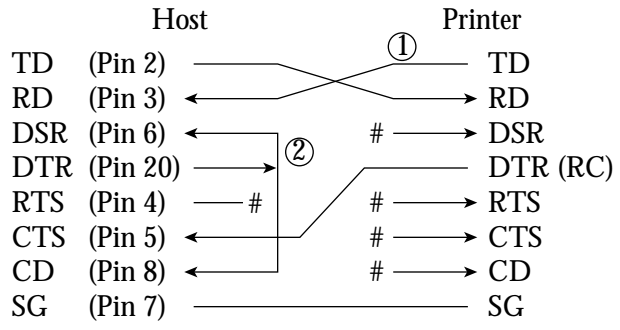 Host Printer
①
TD (Pin 2) TD
RD (Pin 3) RD
DSR (Pin 6) # DSR
②
DTR (Pin 20) DTR (RC)
RTS (Pin 4) # # RTS
CTS (Pin 5) # CTS
CD (Pin 8) # CD
SG (Pin 7) SG